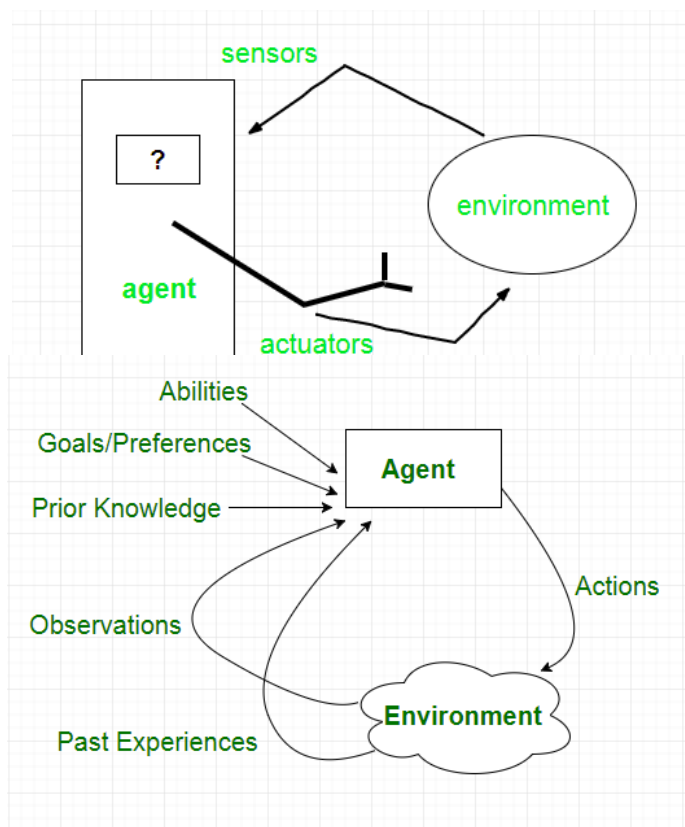 sensors
?
environment
agent
actuators
Abilities
Goals/Preferences
Agent
Prior Knowledge
Actions
Observations
Environment
Past Experiences